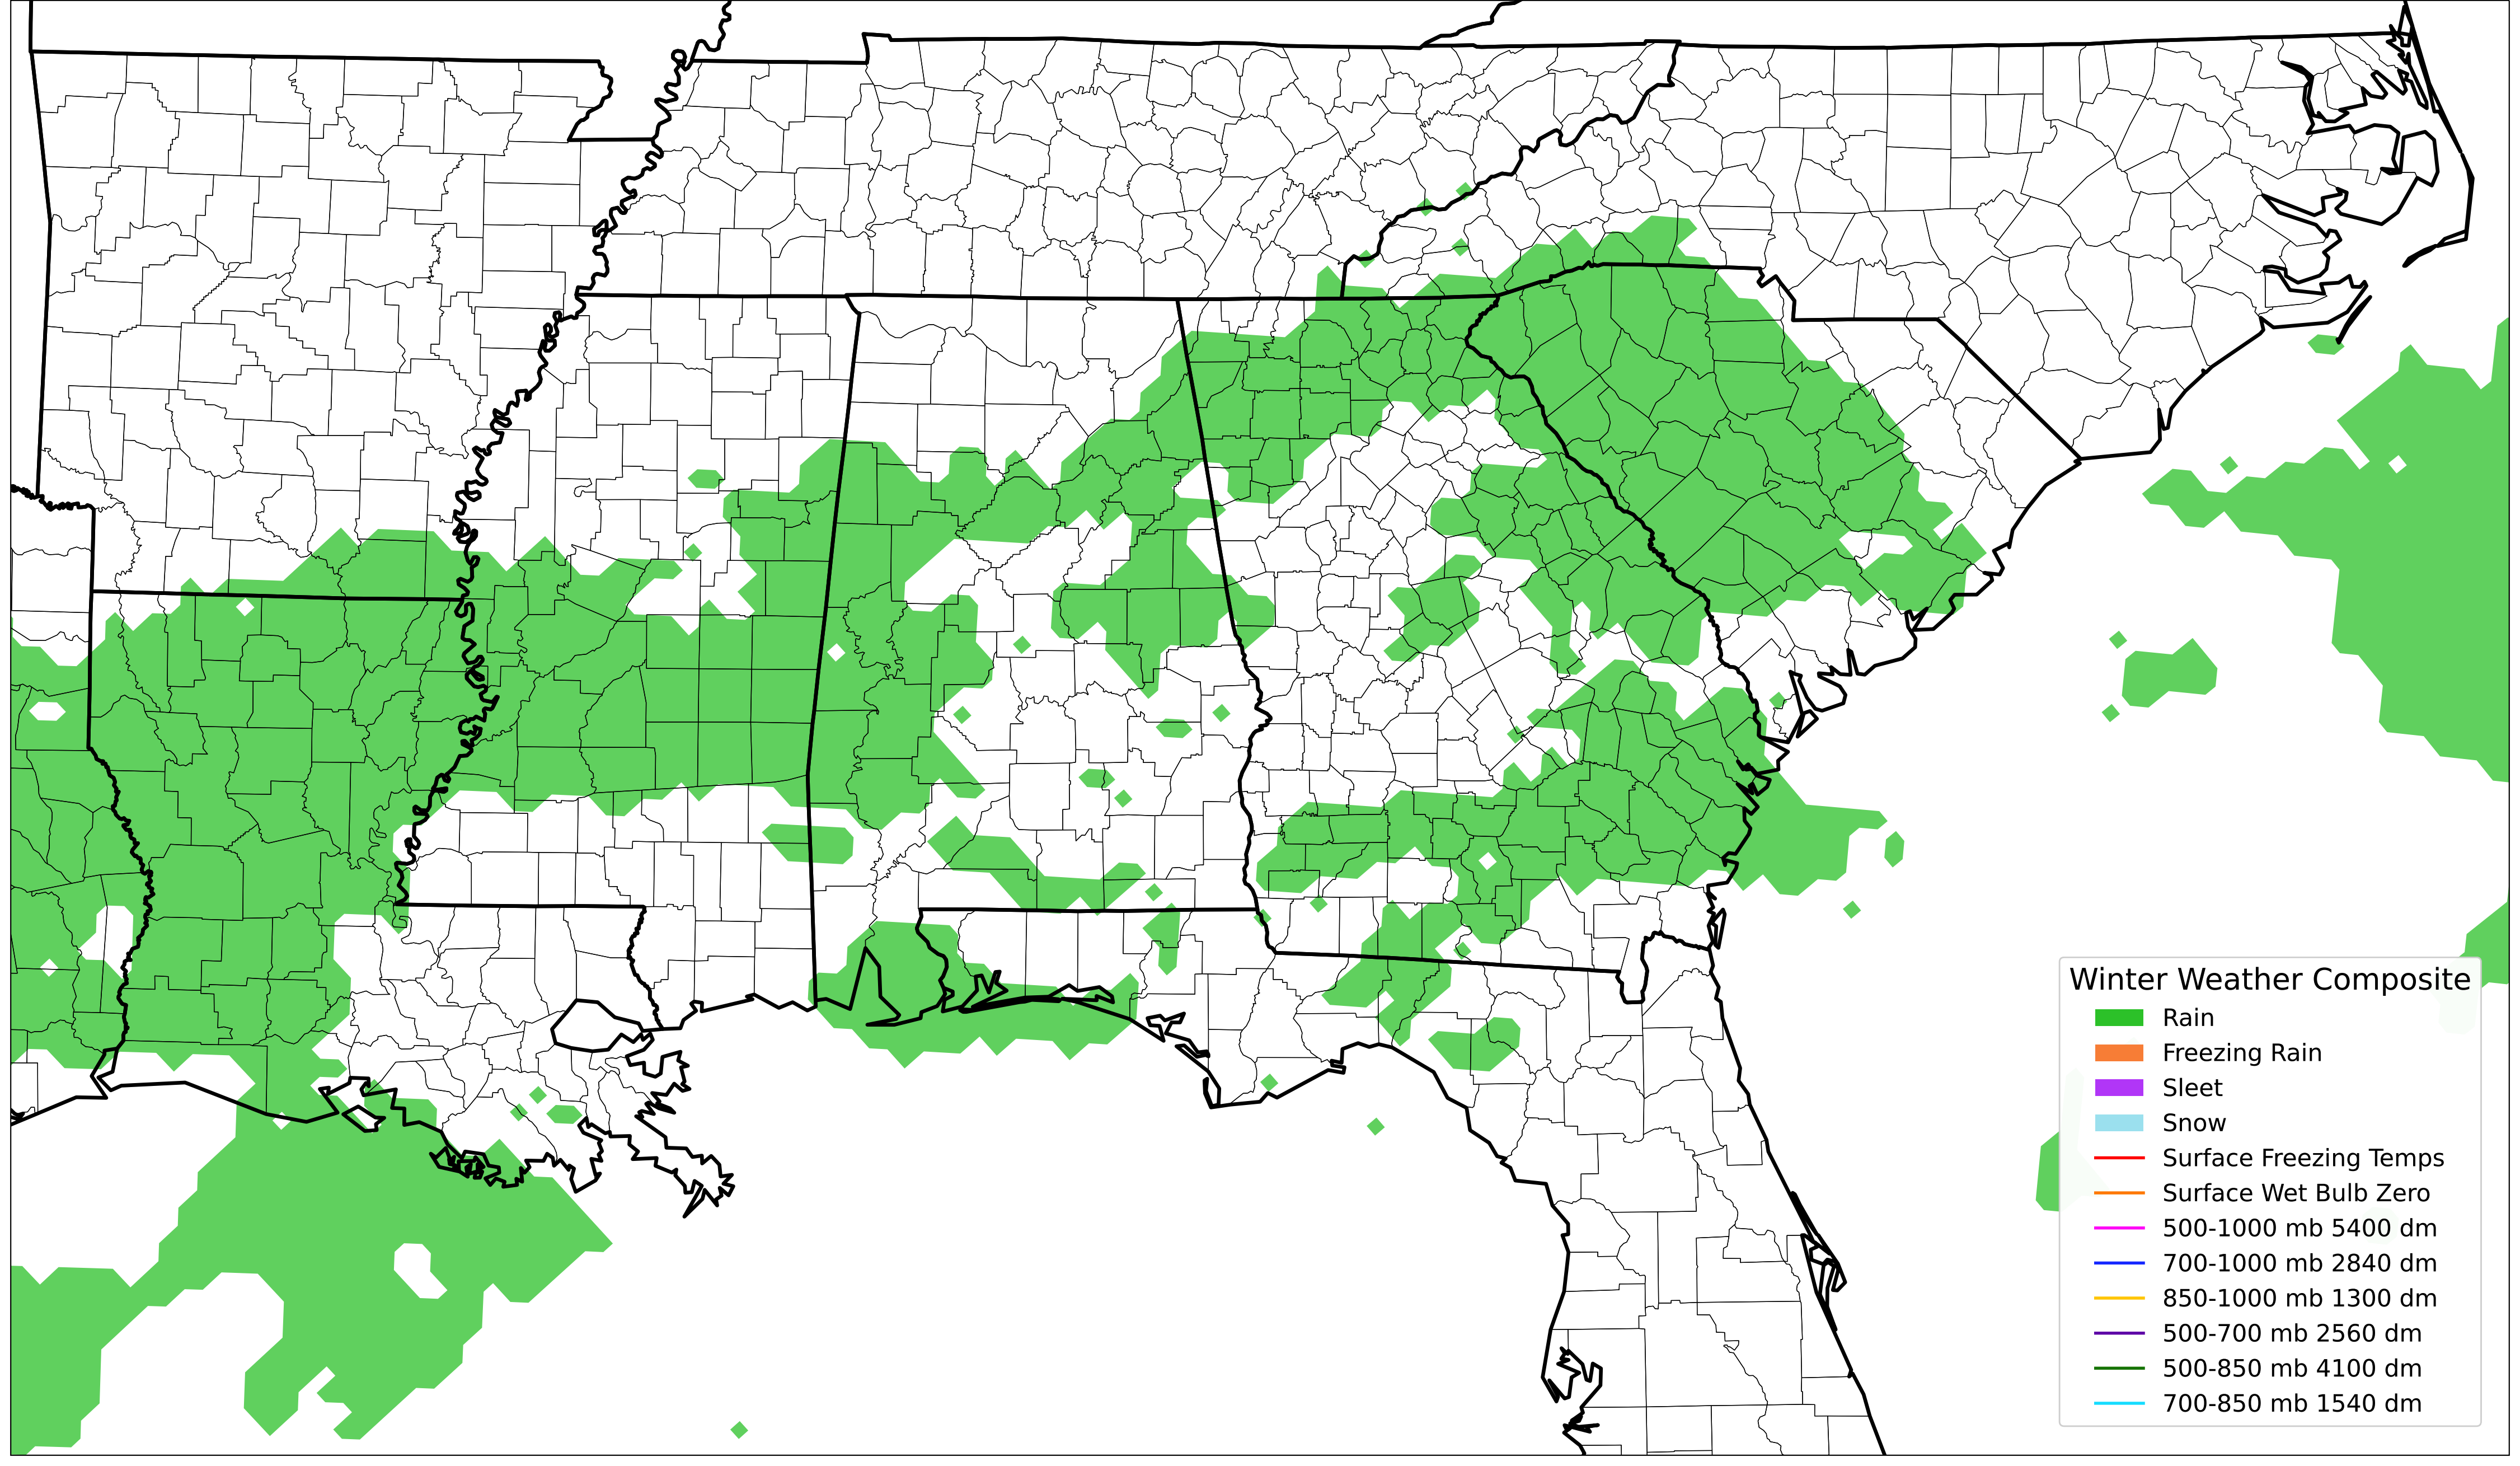 Winter Weather Composite
Rain
Freezing Rain
Sleet
Snow
Surface Freezing Temps
Surface Wet Bulb Zero
500-1000 mb 5400 dm
700-1000 mb 2840 dm
850-1000 mb 1300 dm
500-700 mb 2560 dm
500-850 mb 4100 dm
700-850 mb 1540 dm